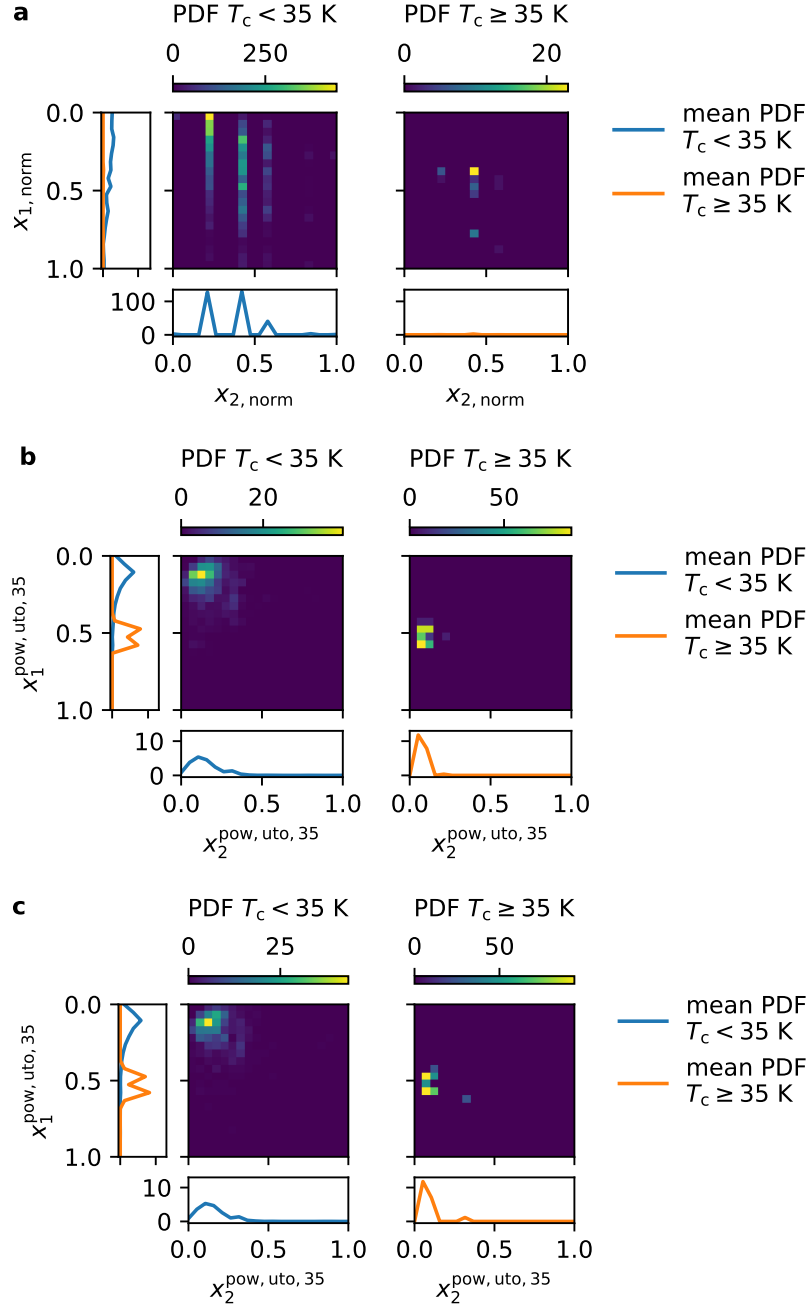 a
PDF T_c < 35 K
PDF T_c ≥ 35 K
0 250
0 20
mean PDF
T_c < 35 K
mean PDF
T_c ≥ 35 K
x_{1, norm}
0.0
0.5
1.0
100
0
0.0 0.5 1.0
0.0 0.5 1.0
x_{2, norm}
x_{2, norm}
b
PDF T_c < 35 K
PDF T_c ≥ 35 K
0 20
0 50
mean PDF
T_c < 35 K
mean PDF
T_c ≥ 35 K
x_1^{pow, uto, 35}
0.0
0.5
1.0
10
0
0.0 0.5 1.0
0.0 0.5 1.0
x_2^{pow, uto, 35}
x_2^{pow, uto, 35}
c
PDF T_c < 35 K
PDF T_c ≥ 35 K
0 25
0 50
mean PDF
T_c < 35 K
mean PDF
T_c ≥ 35 K
x_1^{pow, uto, 35}
0.0
0.5
1.0
10
0
0.0 0.5 1.0
0.0 0.5 1.0
x_2^{pow, uto, 35}
x_2^{pow, uto, 35}